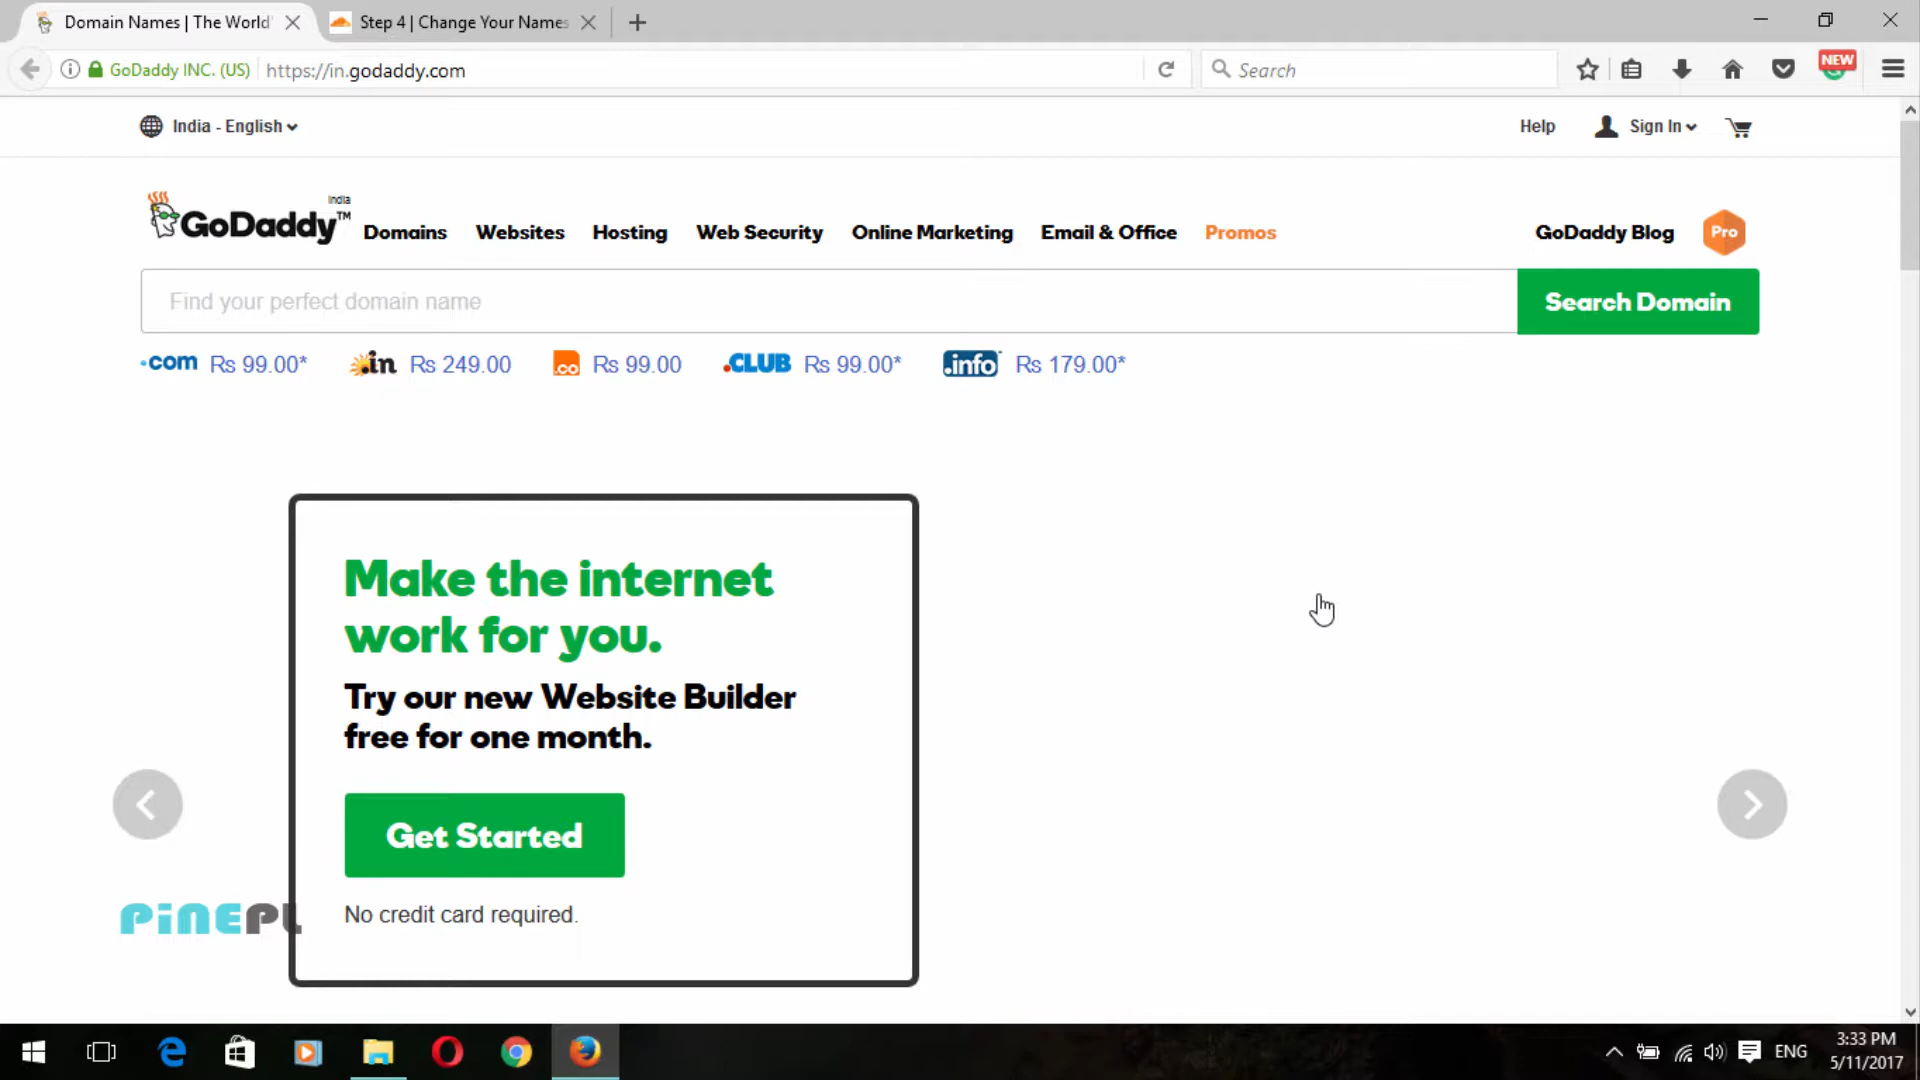 Domain Names | The World'
Step 4 | Change Your Names
GoDaddy INC. (US)
https://in.godaddy.com
Search
NEW
India - English
Help
Sign In
India
GoDaddy™
Domains
Websites
Hosting
Web Security
Online Marketing
Email & Office
Promos
GoDaddy Blog
Pro
Find your perfect domain name
Search Domain
.com Rs 99.00*
.in Rs 249.00
.co Rs 99.00
.CLUB Rs 99.00*
.info Rs 179.00*
Make the internet
work for you.
Try our new Website Builder
free for one month.
Get Started
No credit card required.
PiNEPL
ENG
3:33 PM
5/11/2017